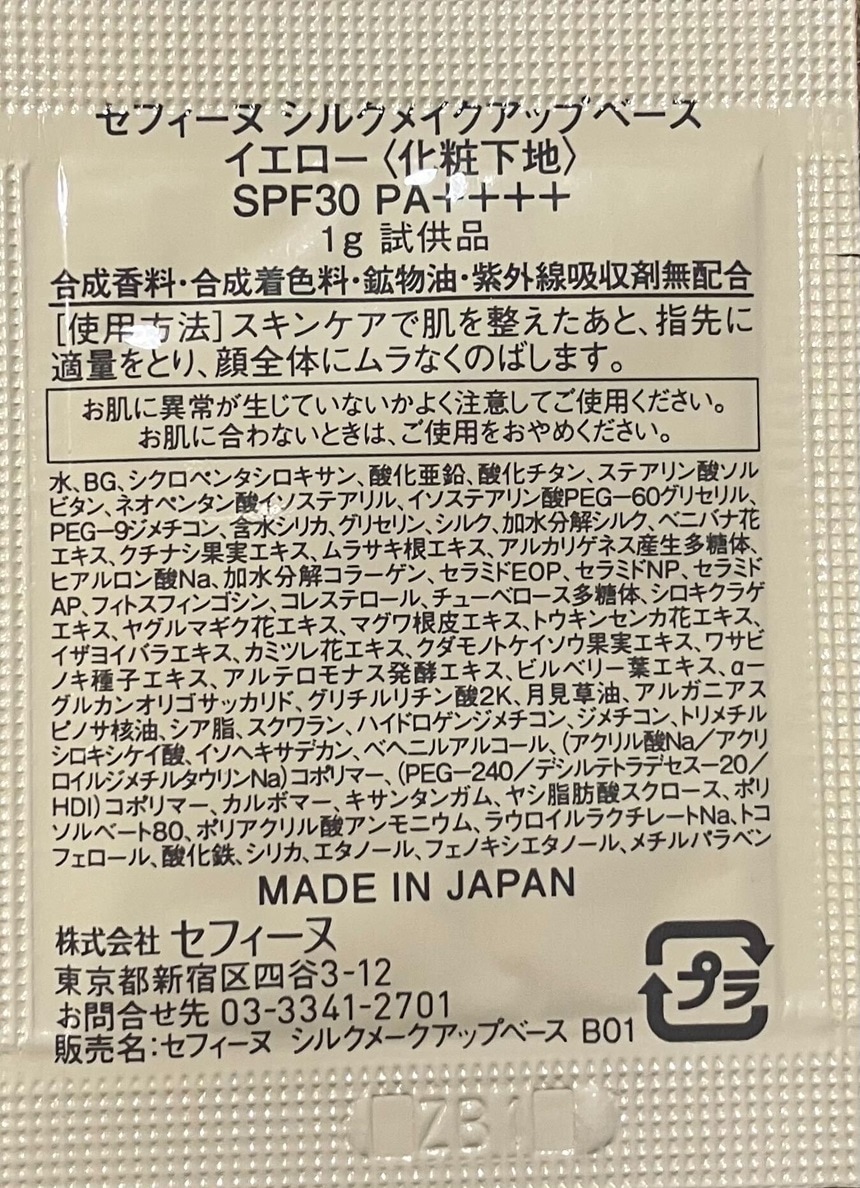 セフィーヌ シルクメイクアップベース
イエロー〈化粧下地〉
SPF30 PA++++
1g 試供品
合成香料・合成着色料・鉱物油・紫外線吸収剤無配合
[使用方法]スキンケアで肌を整えたあと、指先に
適量をとり、顔全体にムラなくのばします。
お肌に異常が生じていないかよく注意してご使用ください。
お肌に合わないときは、ご使用をおやめください。
水、BG、シクロペンタシロキサン、酸化亜鉛、酸化チタン、ステアリン酸ソル
ビタン、ネオペンタン酸イソステアリル、イソステアリン酸PEG−60グリセリル、
PEG−9ジメチコン、含水シリカ、グリセリン、シルク、加水分解シルク、ベニバナ花
エキス、クチナシ果実エキス、ムラサキ根エキス、アルカリゲネス産生多糖体、
ヒアルロン酸Na、加水分解コラーゲン、セラミドEOP、セラミドNP、セラミド
AP、フィトスフィンゴシン、コレステロール、チューベロース多糖体、シロキクラゲ
エキス、ヤグルマギク花エキス、マグワ根皮エキス、トウキンセンカ花エキス、
イザヨイバラエキス、カミツレ花エキス、クダモノトケイソウ果実エキス、ワサビ
ノキ種子エキス、アルテロモナス発酵エキス、ビルベリー葉エキス、α−
グルカンオリゴサッカリド、グリチルリチン酸2K、月見草油、アルガニアス
ピノサ核油、シア脂、スクワラン、ハイドロゲンジメチコン、ジメチコン、トリメチル
シロキシケイ酸、イソヘキサデカン、ベヘニルアルコール、(アクリル酸Na/アクリ
ロイルジメチルタウリンNa)コポリマー、(PEG−240/デシルテトラデセス−20/
HDI)コポリマー、カルボマー、キサンタンガム、ヤシ脂肪酸スクロース、ポリ
ソルベート80、ポリアクリル酸アンモニウム、ラウロイルラクチレートNa、トコ
フェロール、酸化鉄、シリカ、エタノール、フェノキシエタノール、メチルパラベン
MADE IN JAPAN
株式会社 セフィーヌ
東京都新宿区四谷3-12
お問合せ先 03-3341-2701
販売名:セフィーヌ シルクメークアップベース B01
プラ
ZB1